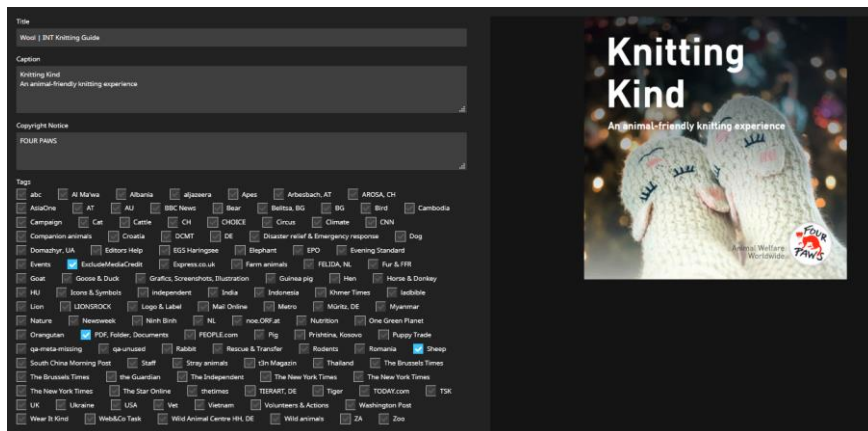 Title
Wool | INT Knitting Guide
Caption
Knitting Kind
An animal-friendly knitting experience
Copyright Notice
FOUR PAWS
Tags
abc Al Ma'wa Albania aljazeera Apes Arbesbach, AT AROSA, CH
AsiaOne AT AU BBC News Bear Belitsa, BG BG Bird Cambodia
Campaign Cat Cattle CH CHOICE Circus Climate CNN
Companion animals Croatia DCMT DE Disaster relief & Emergency response Dog
Domazhyr, UA Editors Help EGS Haringsee Elephant EPO Evening Standard
Events ExcludeMediaCredit Express.co.uk Farm animals FELIDA, NL Fur & FFR
Goat Goose & Duck Grafics, Screenshots, Illustration Guinea pig Hen Horse & Donkey
HU Icons & Symbols independent India Indonesia Khmer Times ladbible
Lion LIONSROCK Logo & Label Mail Online Metro Müritz, DE Myanmar
Nature Newsweek Ninh Binh NL noe.ORF.at Nutrition One Green Planet
Orangutan PDF, Folder, Documents PEOPLE.com Pig Prishtina, Kosovo Puppy Trade
qa-meta-missing qa-unused Rabbit Rescue & Transfer Rodents Romania Sheep
South China Morning Post Staff Stray animals t3n Magazin Thailand The Brussels Times
The Brussels Times the Guardian The Independent The New York Times The New York Times
The New York Times The Star Online thetimes TIERART, DE Tiger TODAY.com TSK
UK Ukraine USA Vet Vietnam Volunteers & Actions Washington Post
Wear It Kind Web&Co Task Wild Animal Centre HH, DE Wild animals ZA Zoo
Knitting
Kind
An animal-friendly knitting experience
Animal Welfare
Worldwide
FOUR
PAWS